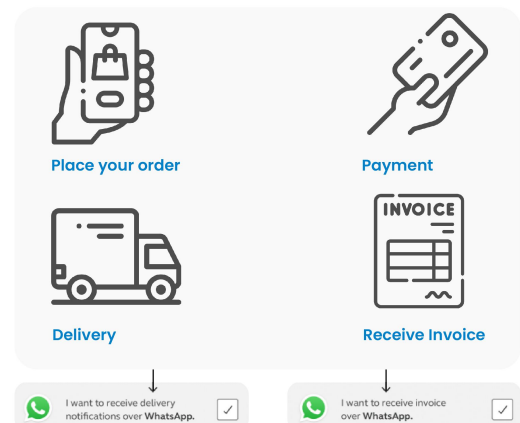 Place your order
Payment
INVOICE
Delivery
Receive Invoice
I want to receive delivery
notifications over WhatsApp.
I want to receive invoice
over WhatsApp.